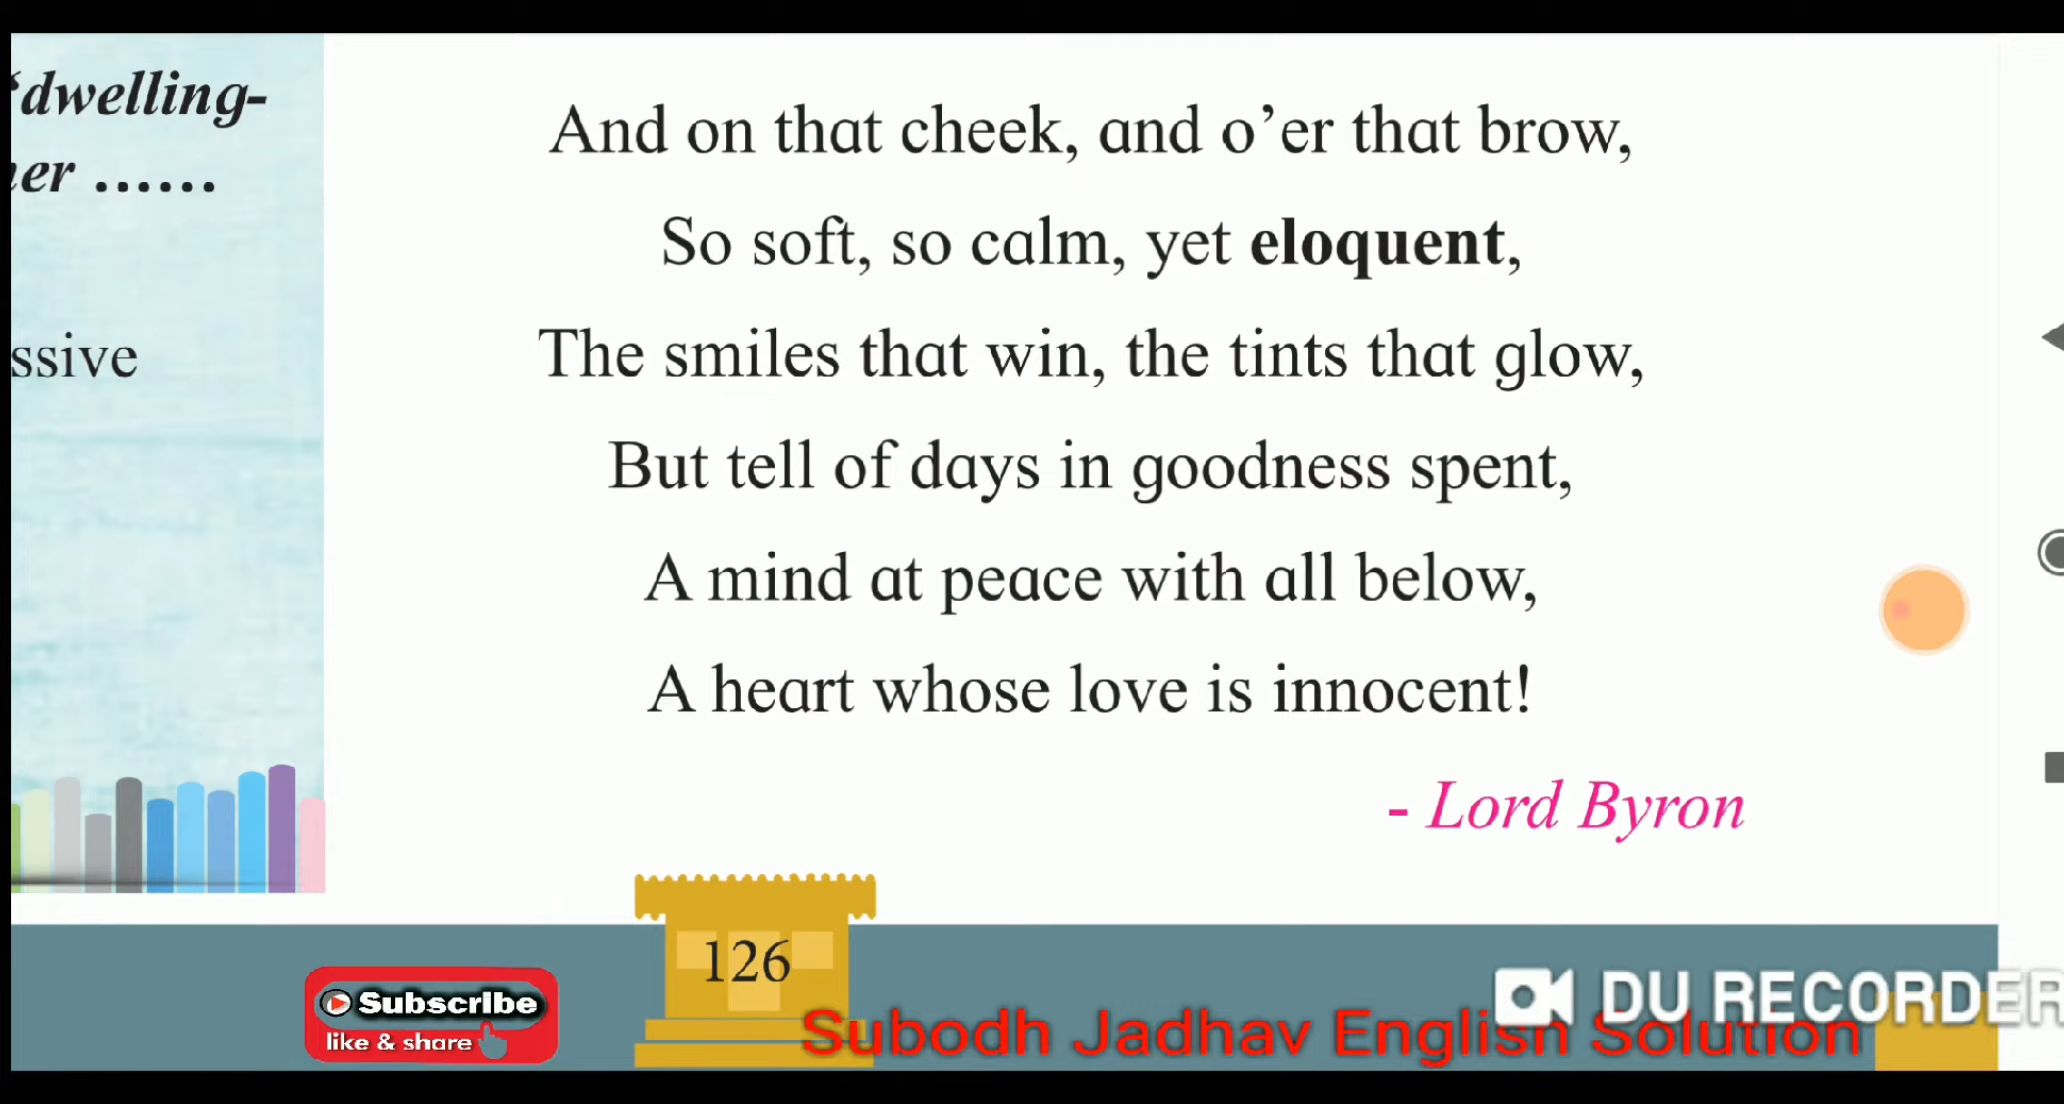 ‘dwelling-
her ......
ssive
And on that cheek, and o’er that brow,
So soft, so calm, yet eloquent,
The smiles that win, the tints that glow,
But tell of days in goodness spent,
A mind at peace with all below,
A heart whose love is innocent!
- Lord Byron
126
Subscribe
like & share
DU RECORDER
Subodh Jadhav English Solution